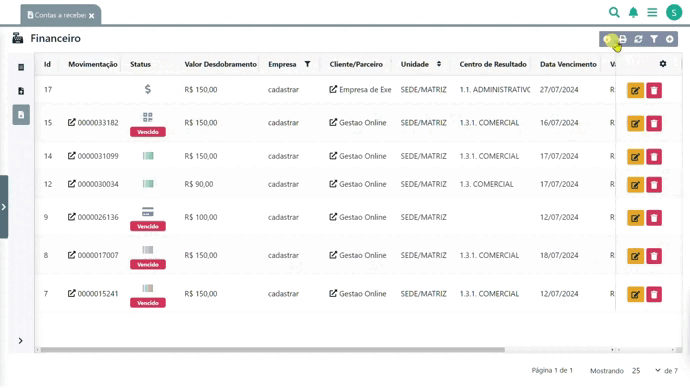 Contas a receber
S
Financeiro
Id Movimentação Status Valor Desdobramento Empresa Cliente/Parceiro Unidade Centro de Resultado Data Vencimento
17 R$ 150,00 cadastrar Empresa de Exe SEDE/MATRIZ 1.1. ADMINISTRATIVO 27/07/2024
15 0000033182 Vencido R$ 150,00 cadastrar Gestao Online SEDE/MATRIZ 1.3.1. COMERCIAL 16/07/2024
14 0000031099 R$ 150,00 cadastrar Gestao Online SEDE/MATRIZ 1.3.1. COMERCIAL 17/07/2024
12 0000030034 R$ 90,00 cadastrar Gestao Online SEDE/MATRIZ 1.3. COMERCIAL 17/07/2024
9 0000026136 Vencido R$ 100,00 cadastrar Gestao Online SEDE/MATRIZ 12/07/2024
8 0000017007 Vencido R$ 150,00 cadastrar Gestao Online SEDE/MATRIZ 1.3.1. COMERCIAL 18/07/2024
7 0000015241 Vencido R$ 150,00 cadastrar Gestao Online SEDE/MATRIZ 1.3.1. COMERCIAL 12/07/2024
Página 1 de 1 Mostrando 25 de 7